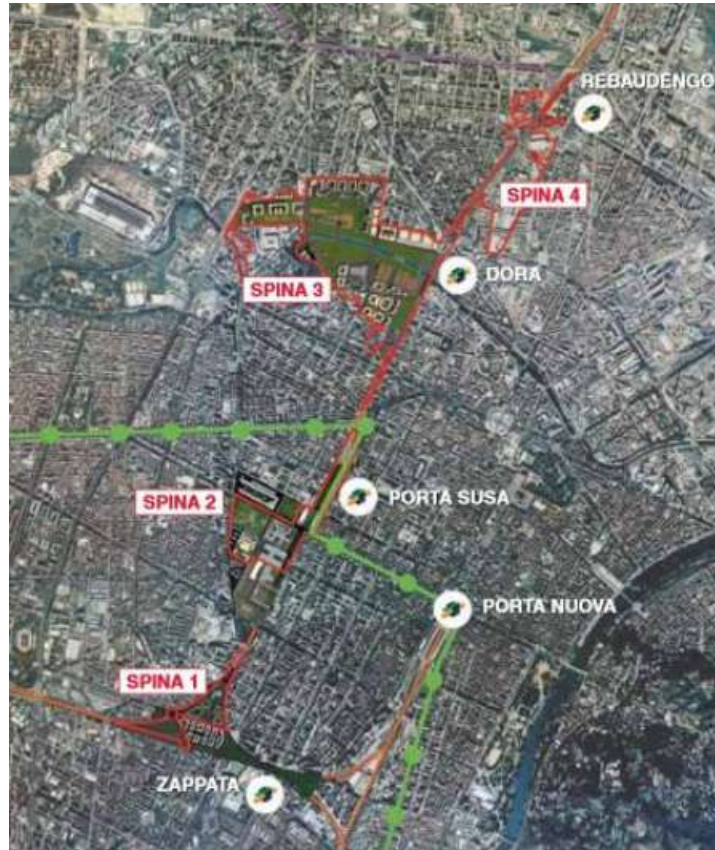 REBAUDENGO
SPINA 4
DORA
SPINA 3
SPINA 2
PORTA SUSA
PORTA NUOVA
SPINA 1
ZAPPATA